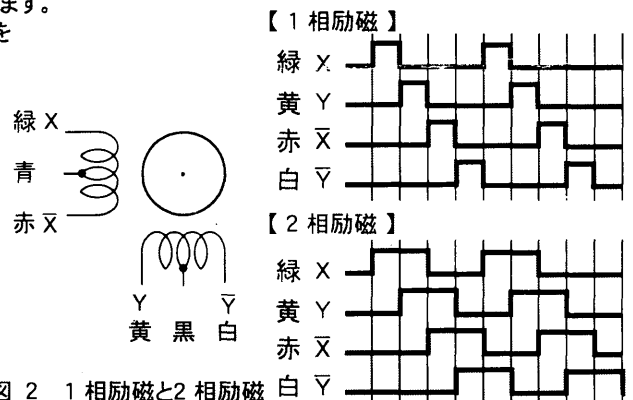 ます。
を
【 1 相励磁 】
緑 X
黄 Y
赤 X̅
白 Y̅
緑 X
青
赤 X̅
Y
黄
黒
Y̅
白
【 2 相励磁 】
緑 X
黄 Y
赤 X̅
白 Y̅
図 2 1 相励磁と2 相励磁